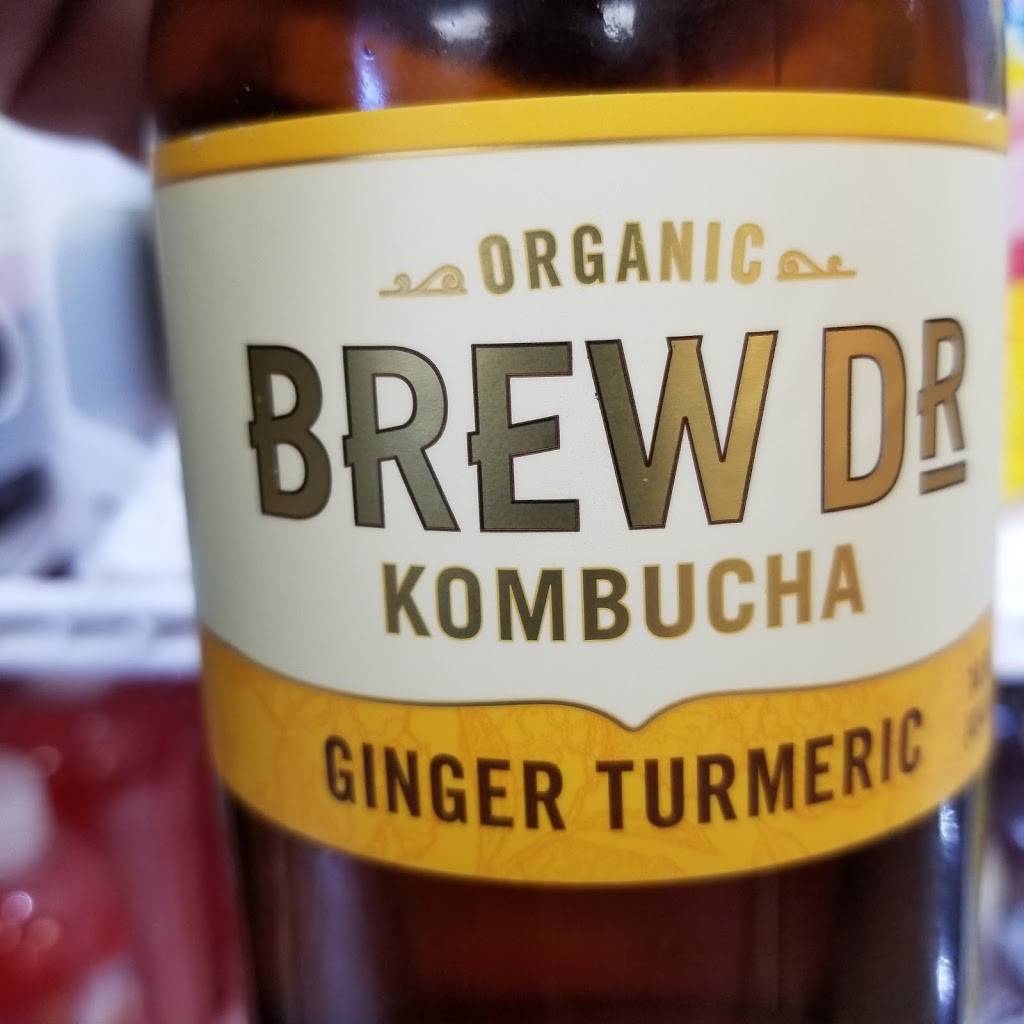 ORGANIC
BREW DR
KOMBUCHA
GINGER TURMERIC